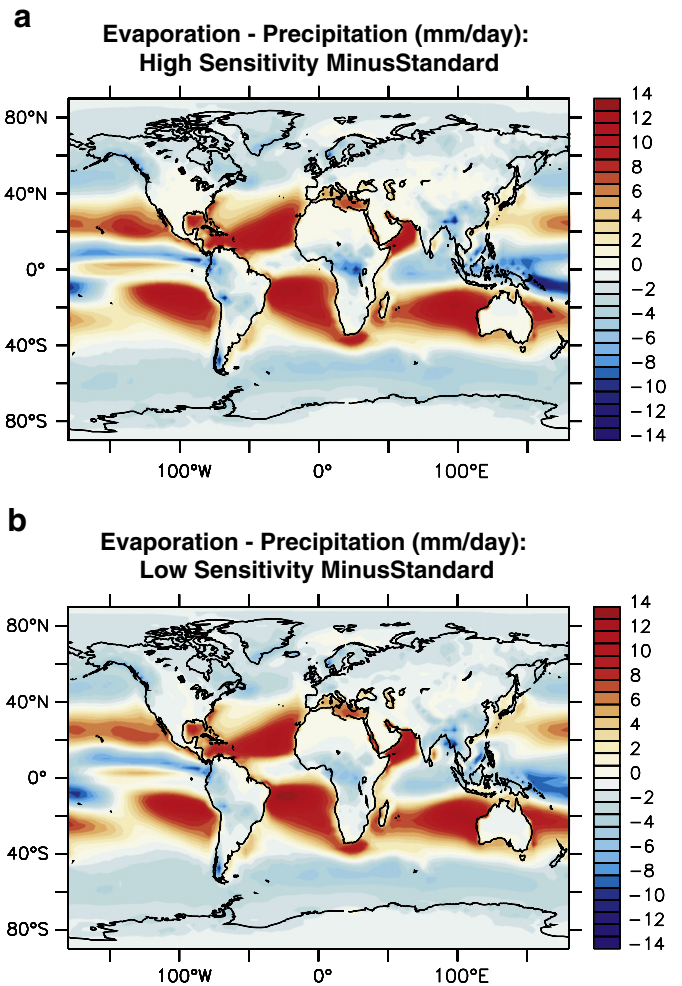 a
Evaporation - Precipitation (mm/day):
High Sensitivity MinusStandard
80°N
40°N
0°
40°S
80°S
100°W 0° 100°E
14
12
10
8
6
4
2
0
−2
−4
−6
−8
−10
−12
−14
b
Evaporation - Precipitation (mm/day):
Low Sensitivity MinusStandard
80°N
40°N
0°
40°S
80°S
100°W 0° 100°E
14
12
10
8
6
4
2
0
−2
−4
−6
−8
−10
−12
−14